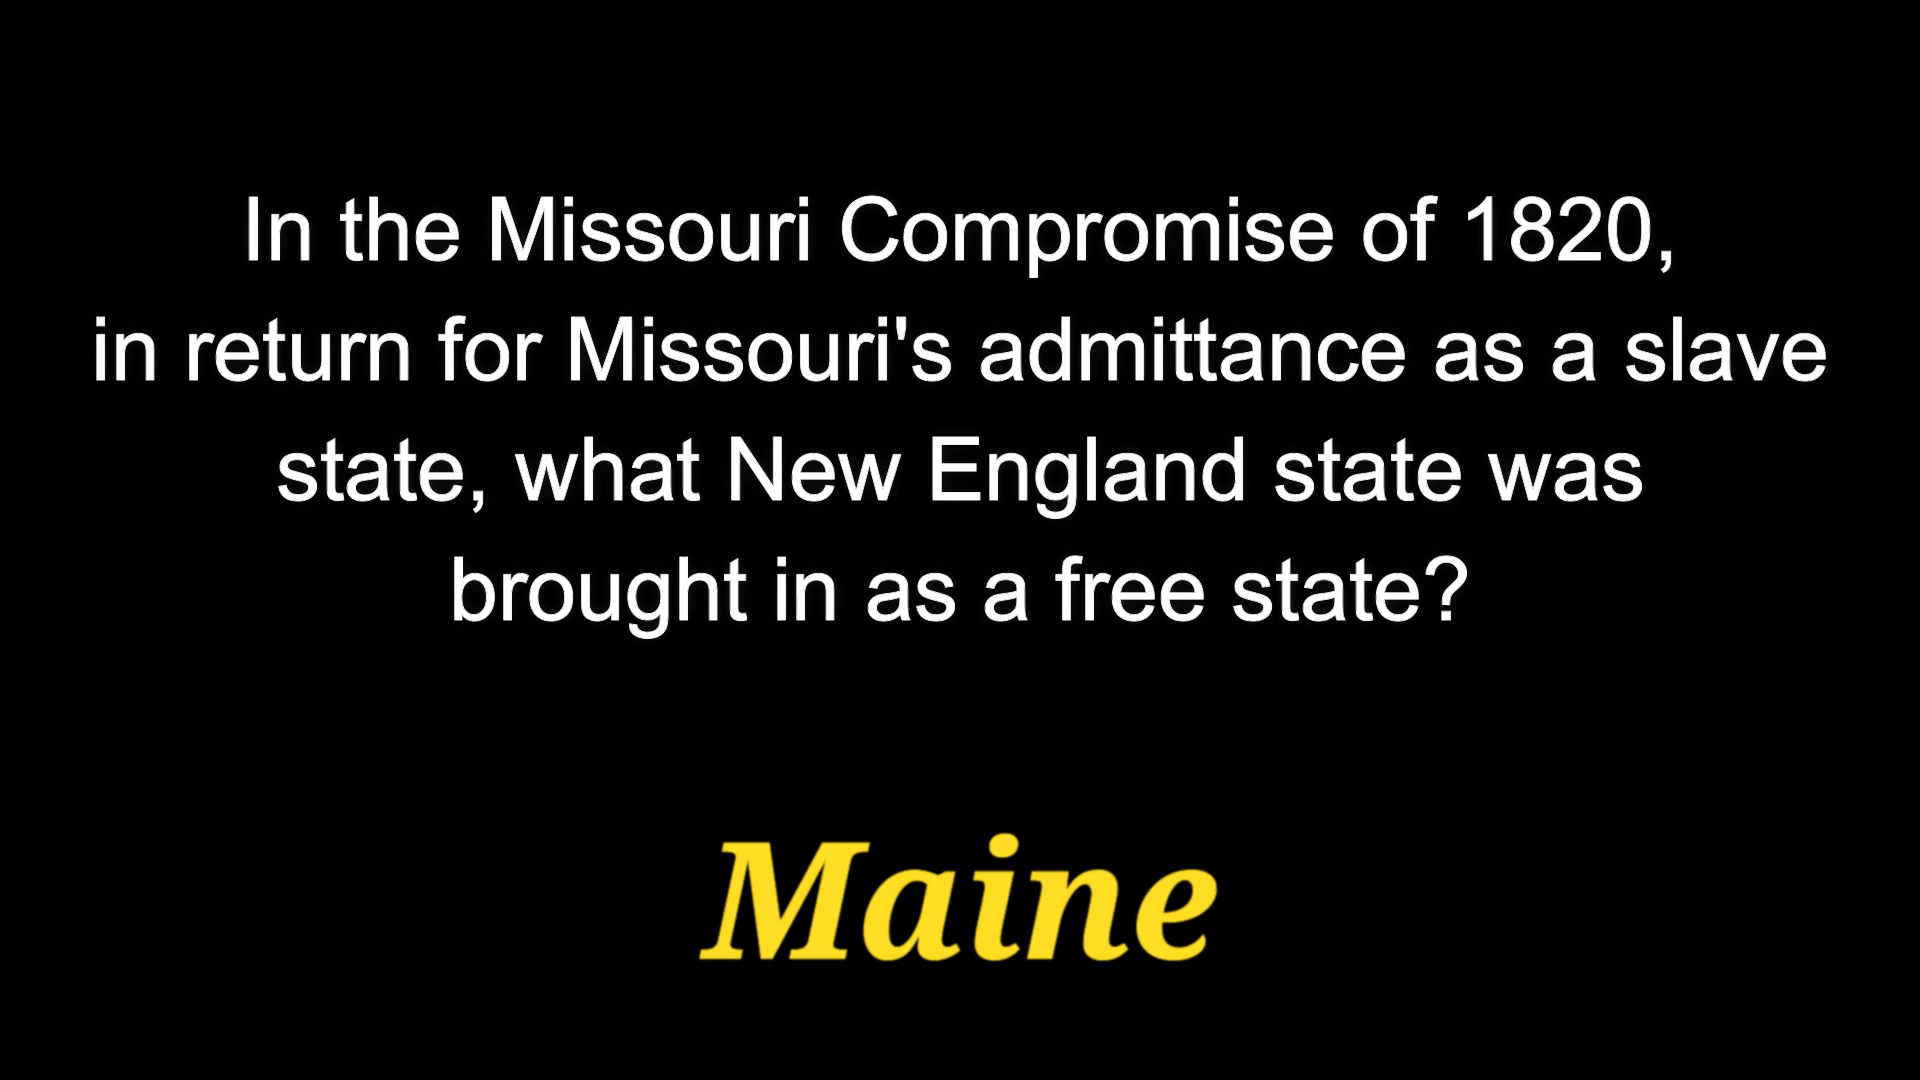 In the Missouri Compromise of 1820,
in return for Missouri's admittance as a slave
state, what New England state was
brought in as a free state?
Maine